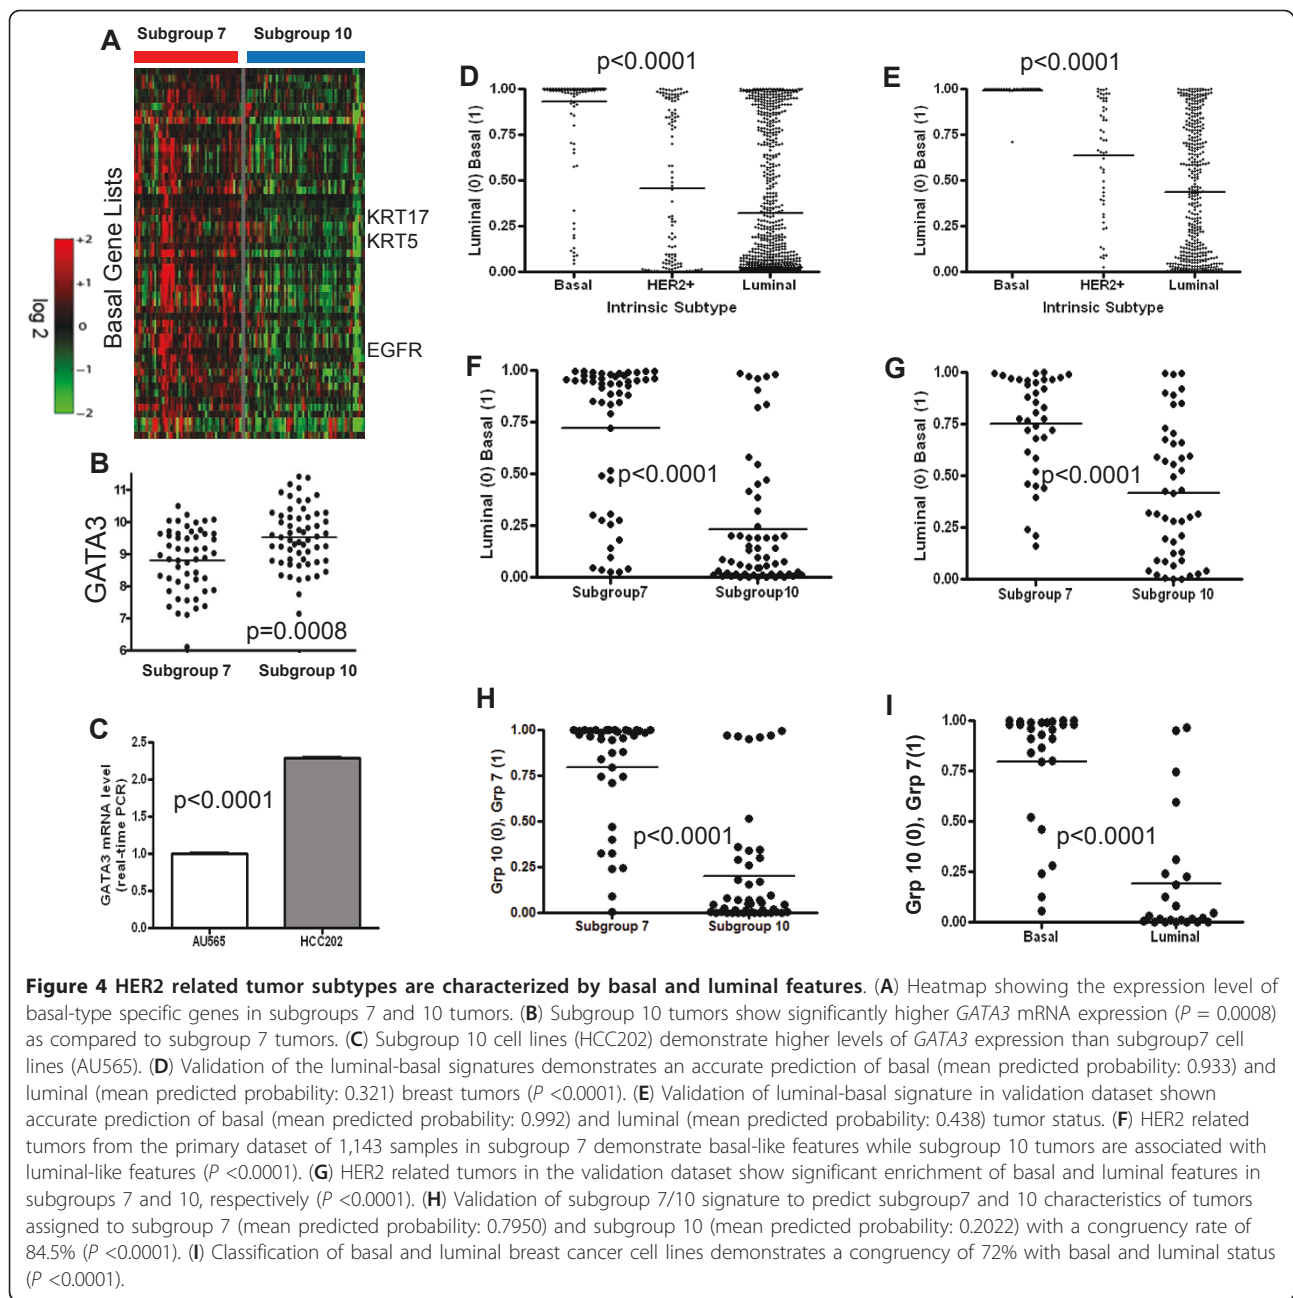 A
Subgroup 7
Subgroup 10
KRT17
KRT5
EGFR
Basal Gene Lists
log 2
+2
+1
0
−1
−2
B
GATA3
11
10
9
8
7
6
p=0.0008
Subgroup 7
Subgroup 10
C
GATA3 mRNA level
(real-time PCR)
2.5
2.0
1.5
1.0
0.5
0.0
p<0.0001
AU565
HCC202
D
p<0.0001
Luminal (0) Basal (1)
1.00
0.75
0.50
0.25
0.00
Basal
HER2+
Luminal
Intrinsic Subtype
E
p<0.0001
Luminal (0) Basal (1)
1.00
0.75
0.50
0.25
0.00
Basal
HER2+
Luminal
Intrinsic Subtype
F
Luminal (0) Basal (1)
1.00
0.75
0.50
0.25
0.00
p<0.0001
Subgroup7
Subgroup10
G
Luminal (0) Basal (1)
1.00
0.75
0.50
0.25
0.00
p<0.0001
Subgroup 7
Subgroup 10
H
Grp 10 (0), Grp 7 (1)
1.00
0.75
0.50
0.25
0.00
p<0.0001
Subgroup 7
Subgroup 10
I
Grp 10 (0), Grp 7(1)
1.00
0.75
0.50
0.25
0.00
p<0.0001
Basal
Luminal
Figure 4 HER2 related tumor subtypes are characterized by basal and luminal features. (A) Heatmap showing the expression level of
basal-type specific genes in subgroups 7 and 10 tumors. (B) Subgroup 10 tumors show significantly higher GATA3 mRNA expression (P = 0.0008)
as compared to subgroup 7 tumors. (C) Subgroup 10 cell lines (HCC202) demonstrate higher levels of GATA3 expression than subgroup7 cell
lines (AU565). (D) Validation of the luminal-basal signatures demonstrates an accurate prediction of basal (mean predicted probability: 0.933) and
luminal (mean predicted probability: 0.321) breast tumors (P <0.0001). (E) Validation of luminal-basal signature in validation dataset shown
accurate prediction of basal (mean predicted probability: 0.992) and luminal (mean predicted probability: 0.438) tumor status. (F) HER2 related
tumors from the primary dataset of 1,143 samples in subgroup 7 demonstrate basal-like features while subgroup 10 tumors are associated with
luminal-like features (P <0.0001). (G) HER2 related tumors in the validation dataset show significant enrichment of basal and luminal features in
subgroups 7 and 10, respectively (P <0.0001). (H) Validation of subgroup 7/10 signature to predict subgroup7 and 10 characteristics of tumors
assigned to subgroup 7 (mean predicted probability: 0.7950) and subgroup 10 (mean predicted probability: 0.2022) with a congruency rate of
84.5% (P <0.0001). (I) Classification of basal and luminal breast cancer cell lines demonstrates a congruency of 72% with basal and luminal status
(P <0.0001).